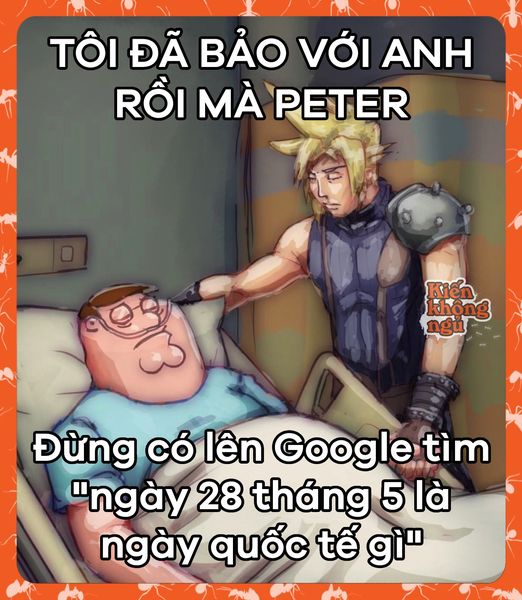 TÔI ĐÃ BẢO VỚI ANH
RỒI MÀ PETER
Kiến
không
ngủ
Đừng có lên Google tìm
"ngày 28 tháng 5 là
ngày quốc tế gì"